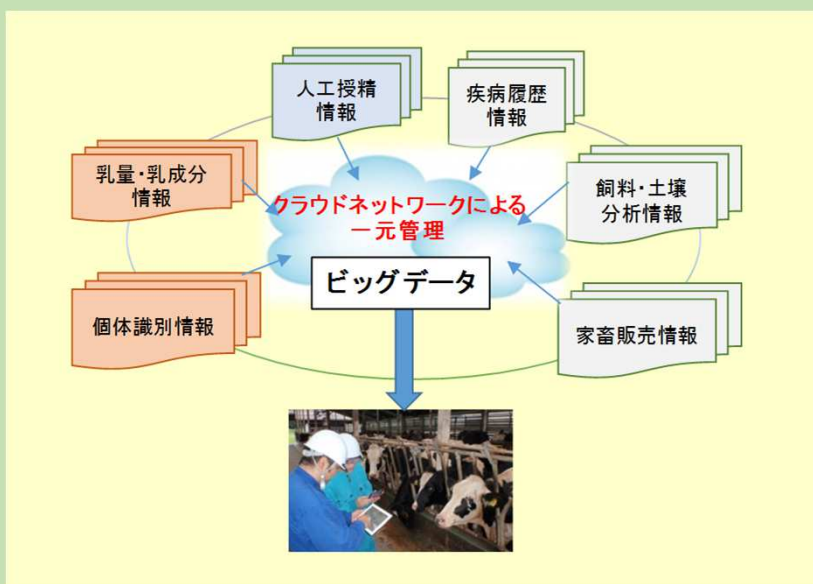 人工授精
情報
疾病履歴
情報
乳量・乳成分
情報
飼料・土壌
分析情報
クラウドネットワークによる
一元管理
ビッグデータ
個体識別情報
家畜販売情報